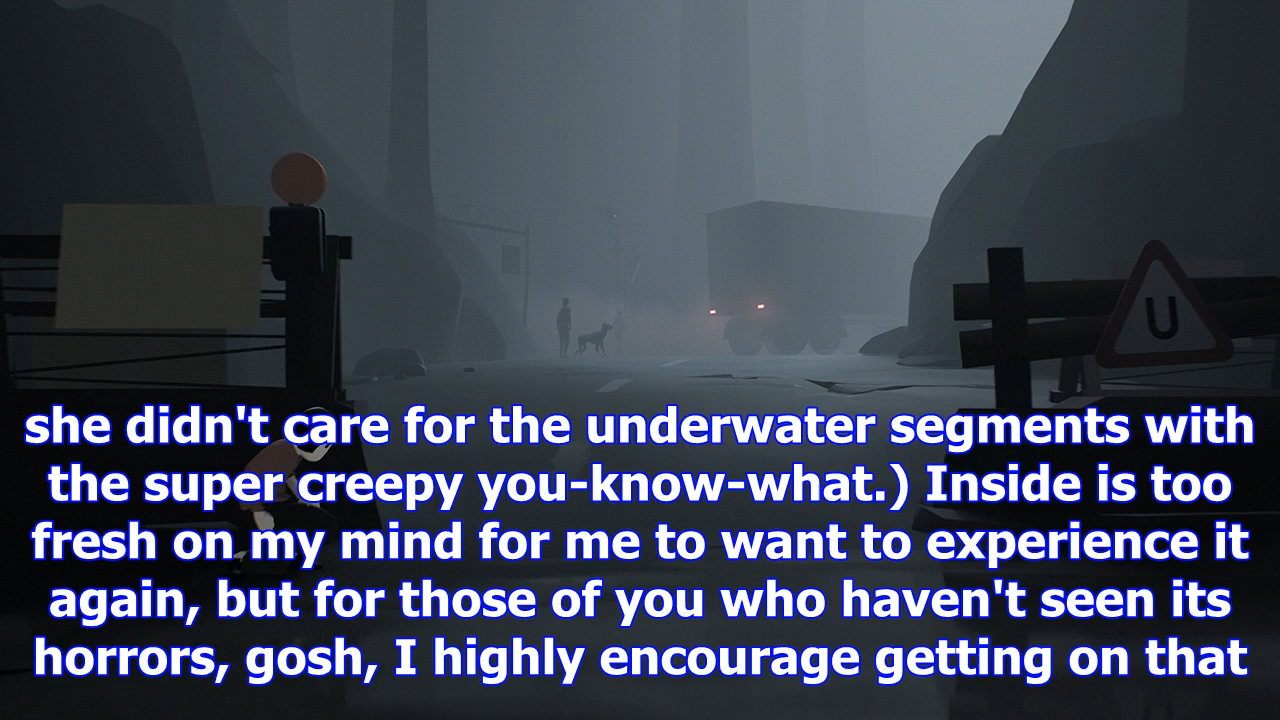 U
she didn't care for the underwater segments with
the super creepy you-know-what.) Inside is too
fresh on my mind for me to want to experience it
again, but for those of you who haven't seen its
horrors, gosh, I highly encourage getting on that